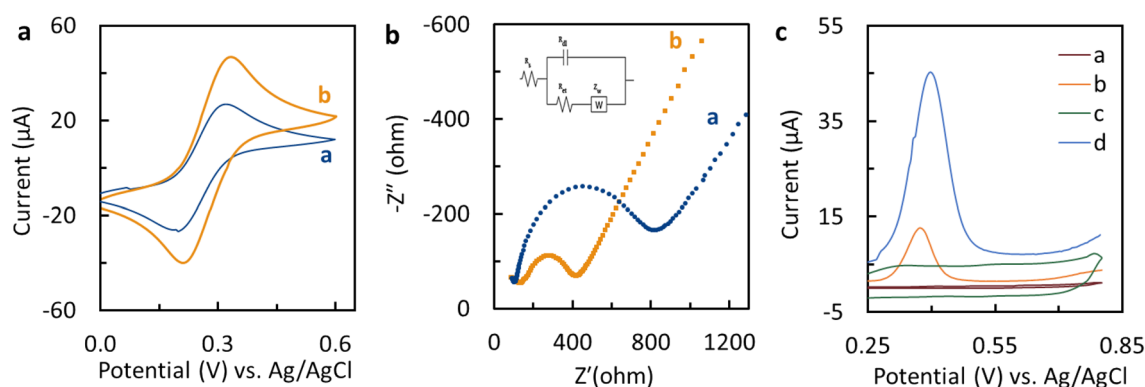 a
60
20
-20
-60
Current (µA)
b
a
0.0 0.3 0.6
Potential (V) vs. Ag/AgCl
b
-600
-400
-200
0
-Z'' (ohm)
b
a
W
0 400 800 1200
Z'(ohm)
c
55
35
15
-5
Current (µA)
a
b
c
d
0.25 0.55 0.85
Potential (V) vs. Ag/AgCl